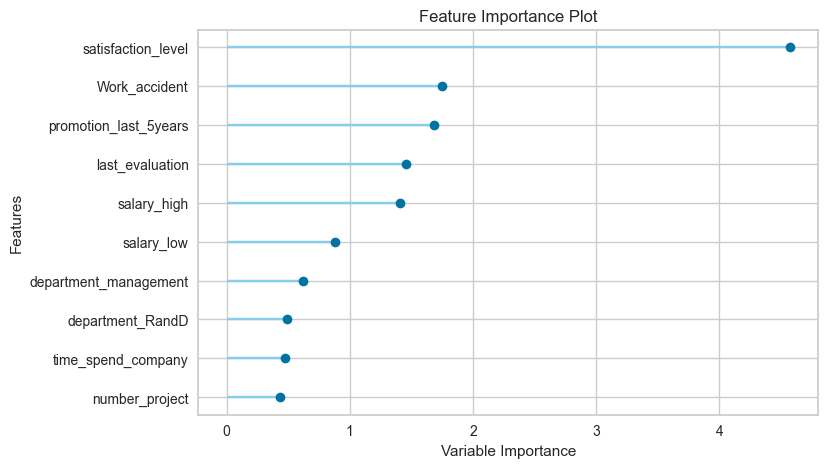 Feature Importance Plot
Features
satisfaction_level
Work_accident
promotion_last_5years
last_evaluation
salary_high
salary_low
department_management
department_RandD
time_spend_company
number_project
0 1 2 3 4
Variable Importance